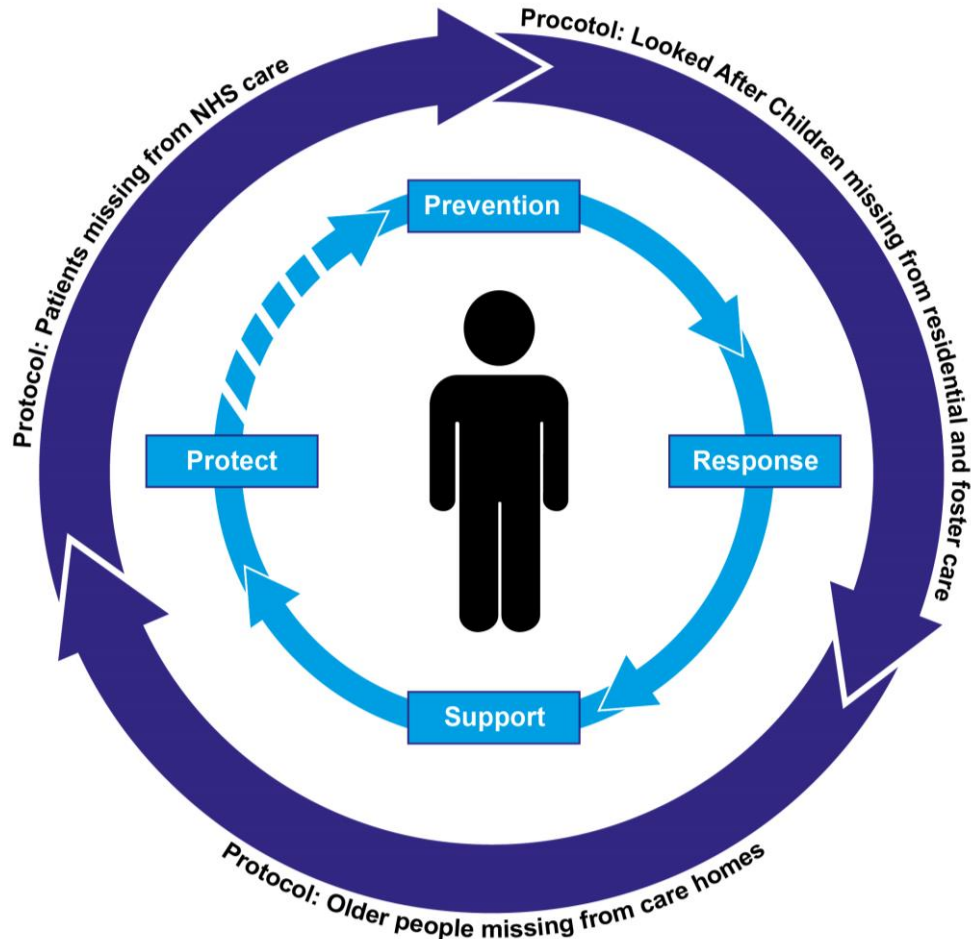 Procotol: Looked After Children missing from residential and foster care
Protocol: Patients missing from NHS care
Prevention
Protect
Response
Support
Protocol: Older people missing from care homes